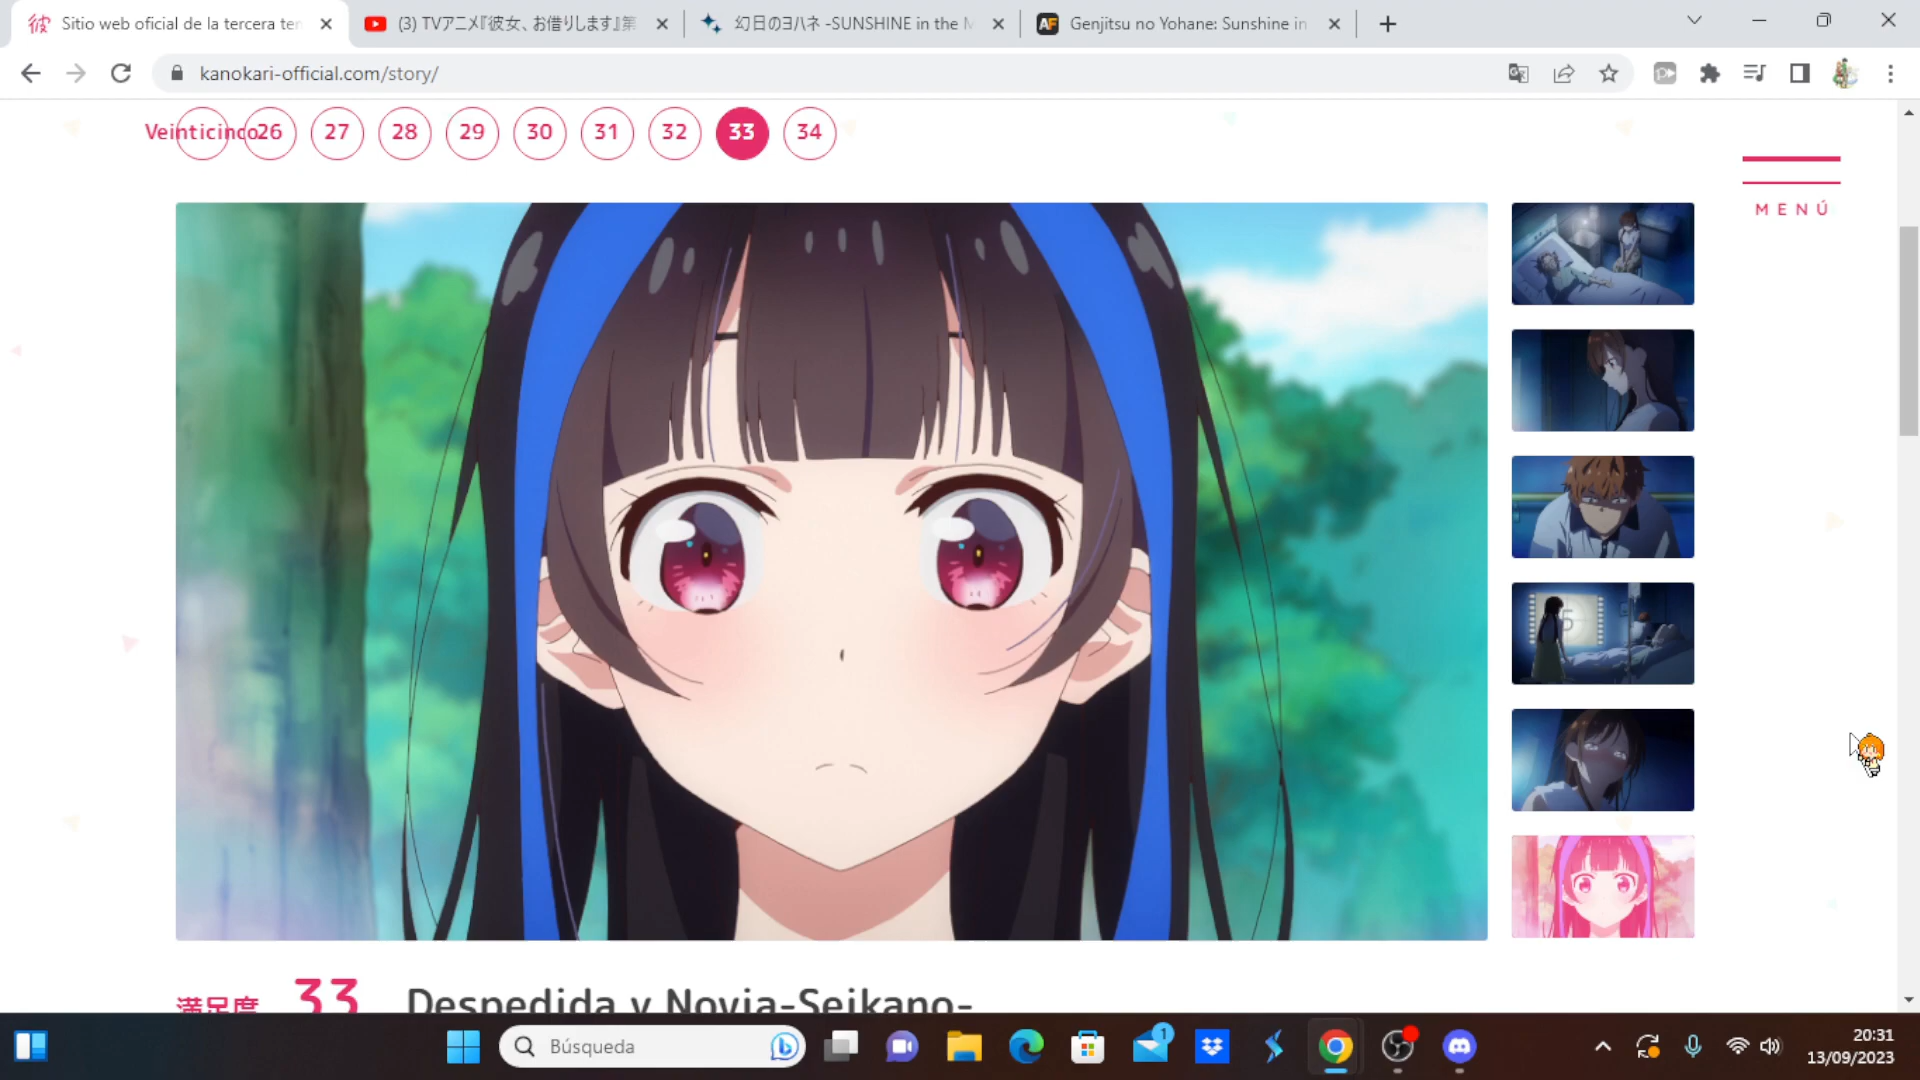 Sitio web oficial de la tercera ten
(3) TVアニメ『彼女、お借りします』第
幻日のヨハネ -SUNSHINE in the M
AF
Genjitsu no Yohane: Sunshine in
kanokari-official.com/story/
Veinticinco 26 27 28 29 30 31 32 33 34
MENÚ
満足度 33 Despedida y Novia-Seikano-
Búsqueda
1
20:31
13/09/2023